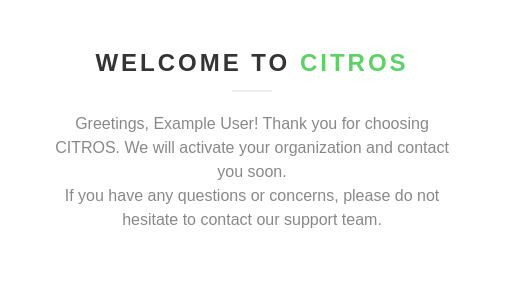 WELCOME TO CITROS
Greetings, Example User! Thank you for choosing
CITROS. We will activate your organization and contact
you soon.
If you have any questions or concerns, please do not
hesitate to contact our support team.